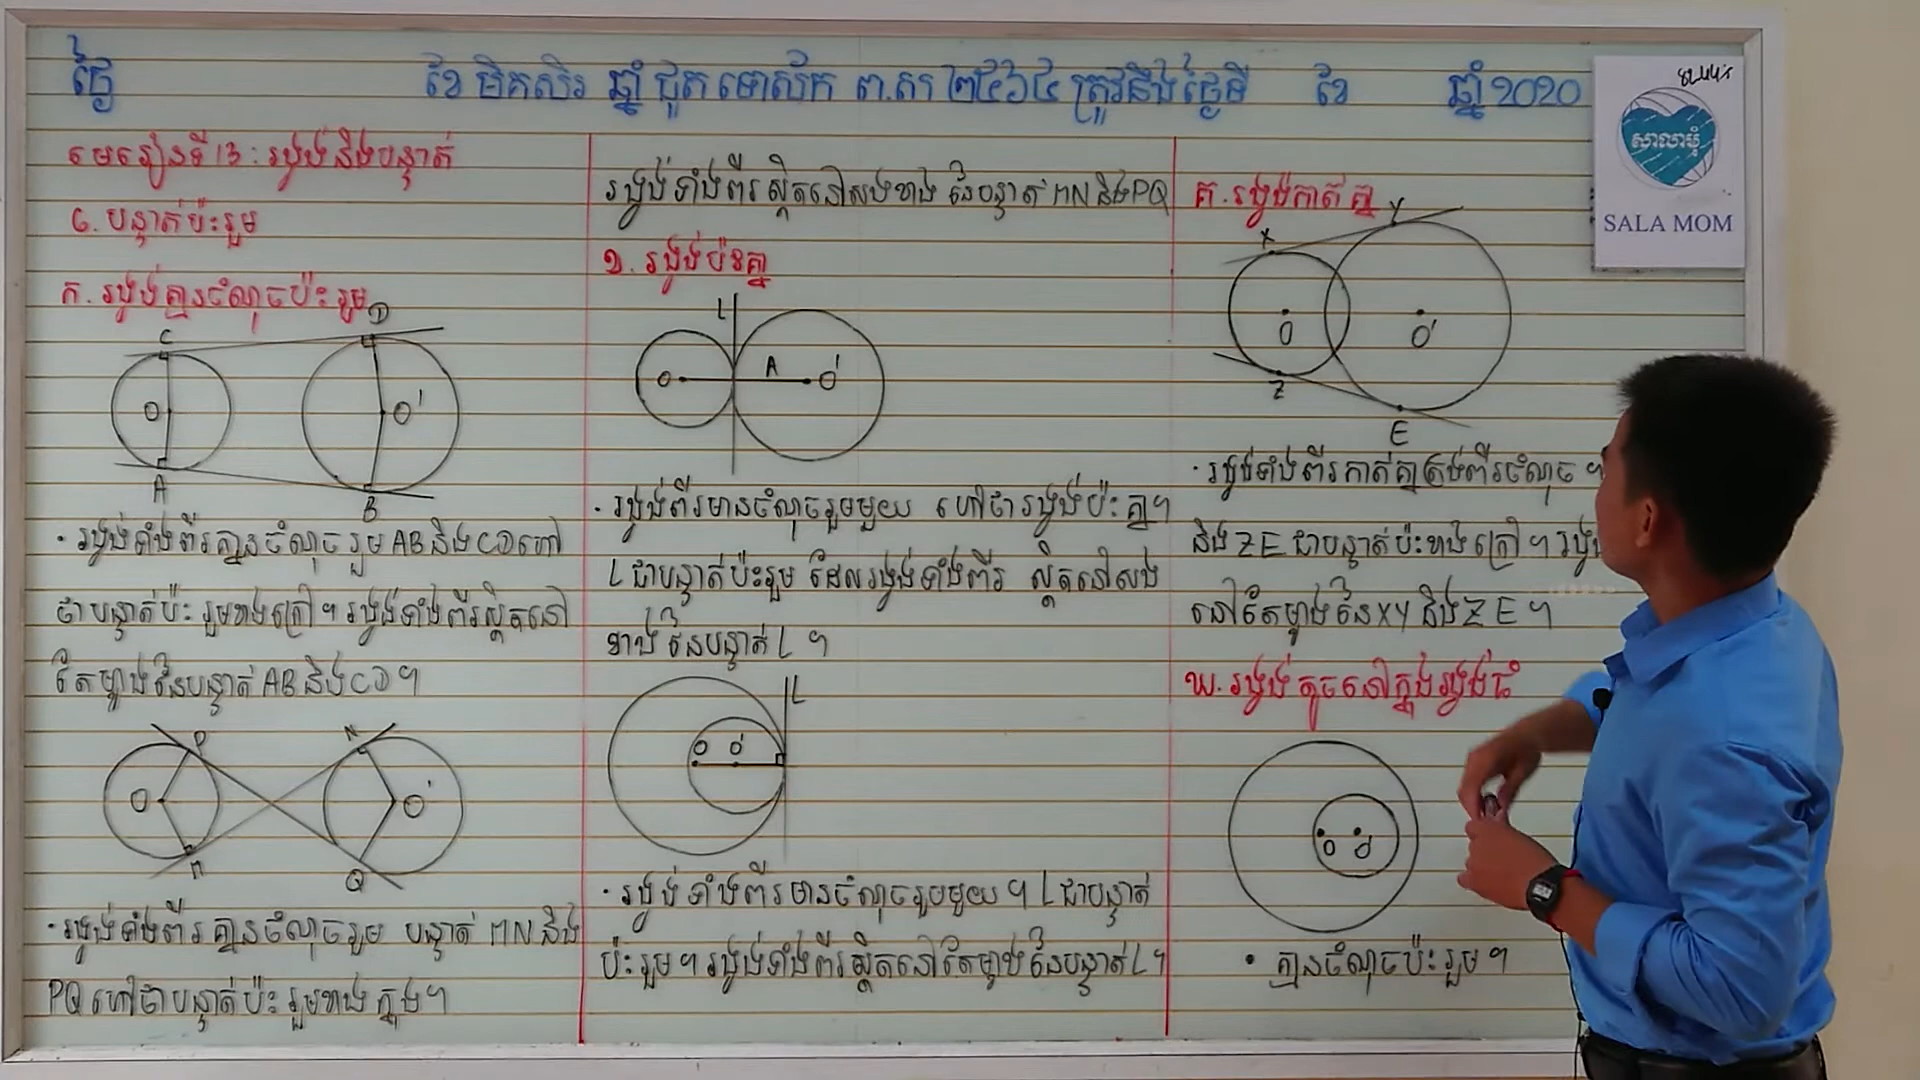 ថ្ងៃ ខែ មិគសិរ ឆ្នាំ ជូត ទោស័ក ព.ស ២៥៦៤ ត្រូវនឹងថ្ងៃទី ខែ ឆ្នាំ 2020
មេរៀនទី 13 : រង្វង់និងបន្ទាត់
6. បន្ទាត់ប៉ះរួម
ក. រង្វង់គ្មានចំណុចប៉ះរួម
C D
O O'
A B
· រង្វង់ទាំងពីរគ្មានចំណុចរួម AB និង CD ហៅ
ថាបន្ទាត់ប៉ះរួមខាងក្រៅ។ រង្វង់ទាំងពីរស្ថិតនៅ
តែម្ខាងនៃបន្ទាត់ AB និង CD ។
P N
O O'
M Q
· រង្វង់ទាំងពីរគ្មានចំណុចរួម បន្ទាត់ MN និង
PQ ហៅថាបន្ទាត់ប៉ះរួមខាងក្នុង។
រង្វង់ទាំងពីរស្ថិតនៅសងខាងនៃបន្ទាត់ MN និង PQ
ខ. រង្វង់ប៉ះគ្នា
L
O A O'
· រង្វង់ពីរមានចំណុចរួមមួយ ហៅថារង្វង់ប៉ះគ្នា។
L ជាបន្ទាត់ប៉ះរួម ដែលរង្វង់ទាំងពីរ ស្ថិតនៅសង
ខាងនៃបន្ទាត់ L ។
L
O O'
· រង្វង់ទាំងពីរមានចំណុចរួមមួយ ។ L ជាបន្ទាត់
ប៉ះរួម។ រង្វង់ទាំងពីរស្ថិតនៅតែម្ខាងនៃបន្ទាត់ L ។
គ. រង្វង់កាត់គ្នា
X Y
O O'
Z
E
· រង្វង់ទាំងពីរកាត់គ្នាត្រង់ពីរចំណុច ។
និង ZE ជាបន្ទាត់ប៉ះខាងក្រៅ ។
នៅតែម្ខាងនៃ XY និង ZE ។
ឃ. រង្វង់តូចនៅក្នុងរង្វង់ធំ
O O'
· គ្មានចំណុចប៉ះរួម ។
សាលាមុំ
SALA MOM